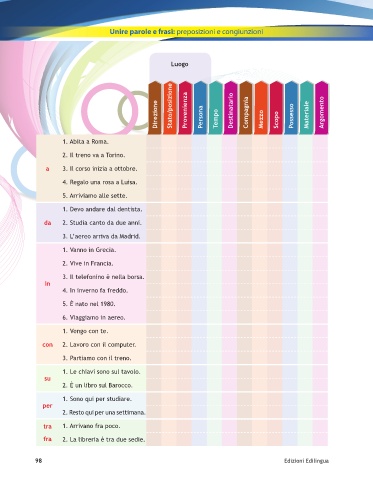 Unire parole e frasi: preposizioni e congiunzioni
Luogo
Direzione
Stato/posizione
Provenienza
Persona
Tempo
Destinatario
Compagnia
Mezzo
Scopo
Possesso
Materiale
Argomento
a
1. Abita a Roma.
2. Il treno va a Torino.
3. Il corso inizia a ottobre.
4. Regalo una rosa a Luisa.
5. Arriviamo alle sette.
da
1. Devo andare dal dentista.
2. Studia canto da due anni.
3. L'aereo arriva da Madrid.
in
1. Vanno in Grecia.
2. Vive in Francia.
3. Il telefonino è nella borsa.
4. In inverno fa freddo.
5. È nato nel 1980.
6. Viaggiamo in aereo.
con
1. Vengo con te.
2. Lavoro con il computer.
3. Partiamo con il treno.
su
1. Le chiavi sono sul tavolo.
2. È un libro sul Barocco.
per
1. Sono qui per studiare.
2. Resto qui per una settimana.
tra
1. Arrivano fra poco.
fra
2. La libreria è tra due sedie.
98
Edizioni Edilingua